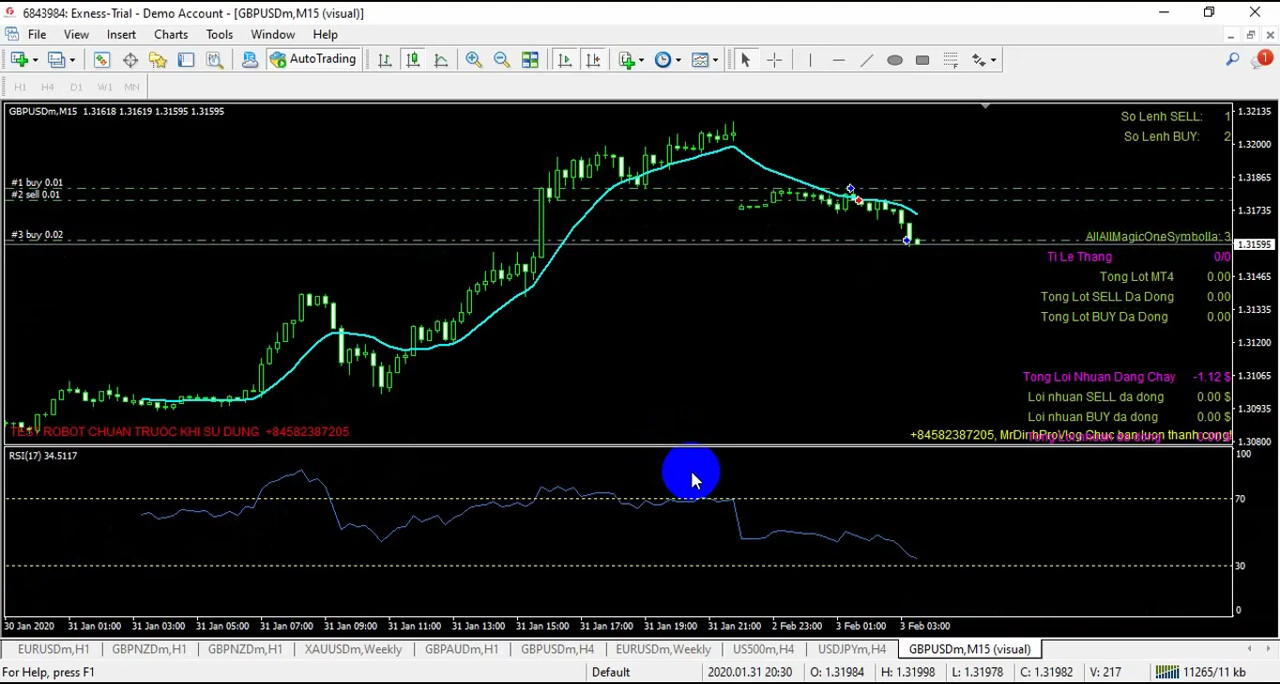 6843984: Exness-Trial - Demo Account - [GBPUSDm,M15 (visual)]
File View Insert Charts Tools Window Help
AutoTrading
1
H1 H4 D1 W1 MN
GBPUSDm,M15 1.31618 1.31619 1.31595 1.31595
So Lenh SELL: 1
So Lenh BUY: 2
#1 buy 0.01
#2 sell 0.01
#3 buy 0.02
AllAllMagicOneSymbolla: 3
Ti Le Thang 0/0
Tong Lot MT4 0.00
Tong Lot SELL Da Dong 0.00
Tong Lot BUY Da Dong 0.00
Tong Loi Nhuan Dang Chay -1.12 $
Loi nhuan SELL da dong 0.00 $
Loi nhuan BUY da dong 0.00 $
TEST ROBOT CHUAN TRUOC KHI SU DUNG +84582387205
+84582387205, MrDinhProVlog Chuc ban luon thanh cong!
1.32135
1.32000
1.31865
1.31735
1.31595
1.31465
1.31335
1.31200
1.31065
1.30935
1.30800
RSI(17) 34.5117
100
70
30
0
30 Jan 2020 31 Jan 01:00 31 Jan 03:00 31 Jan 05:00 31 Jan 07:00 31 Jan 09:00 31 Jan 11:00 31 Jan 13:00 31 Jan 15:00 31 Jan 17:00 31 Jan 19:00 31 Jan 21:00 2 Feb 23:00 3 Feb 01:00 3 Feb 03:00
EURUSDm,H1 GBPNZDm,H1 GBPNZDm,H1 XAUUSDm,Weekly GBPAUDm,H1 GBPUSDm,H4 EURUSDm,Weekly US500m,H4 USDJPYm,H4 GBPUSDm,M15 (visual)
For Help, press F1 Default 2020.01.31 20:30 O: 1.31984 H: 1.31998 L: 1.31978 C: 1.31982 V: 217 11265/11 kb